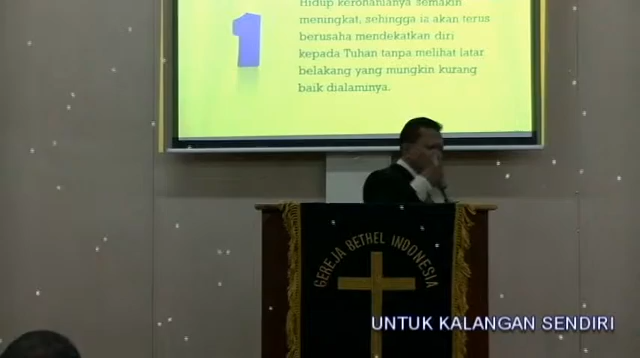 1
Hidup kerohanianya semakin
meningkat, sehingga ia akan terus
berusaha mendekatkan diri
kepada Tuhan tanpa melihat latar
belakang yang mungkin kurang
baik dialaminya.
GEREJA BETHEL INDONESIA
UNTUK KALANGAN SENDIRI